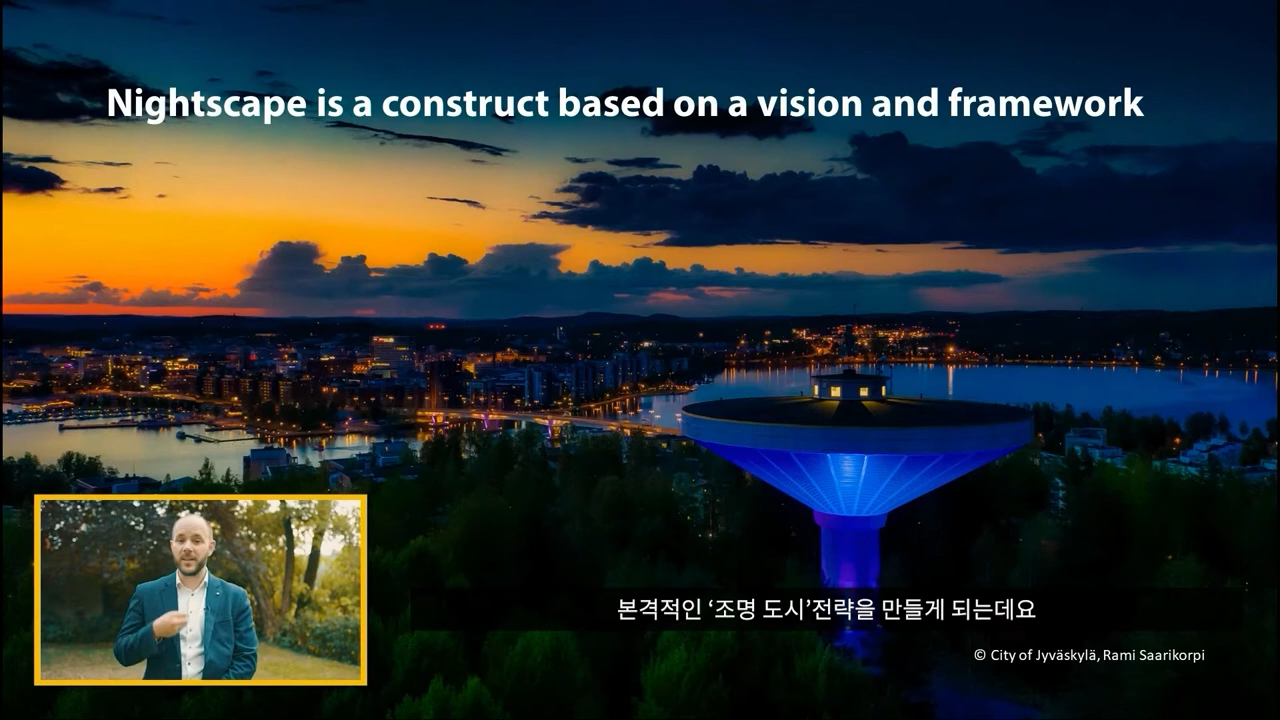 Nightscape is a construct based on a vision and framework
본격적인 ‘조명 도시’전략을 만들게 되는데요
© City of Jyväskylä, Rami Saarikorpi